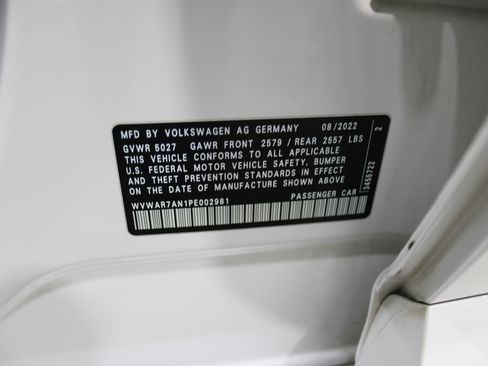 MFD BY VOLKSWAGEN AG GERMANY 08/2022
GVWR 5027 GAWR FRONT 2579 / REAR 2557 LBS
THIS VEHICLE CONFORMS TO ALL APPLICABLE
U.S. FEDERAL MOTOR VEHICLE SAFETY, BUMPER
AND THEFT PREVENTION STANDARDS IN EFFECT
ON THE DATE OF MANUFACTURE SHOWN ABOVE
WVWAR7AN1PE002981 PASSENGER CAR
3455722 2